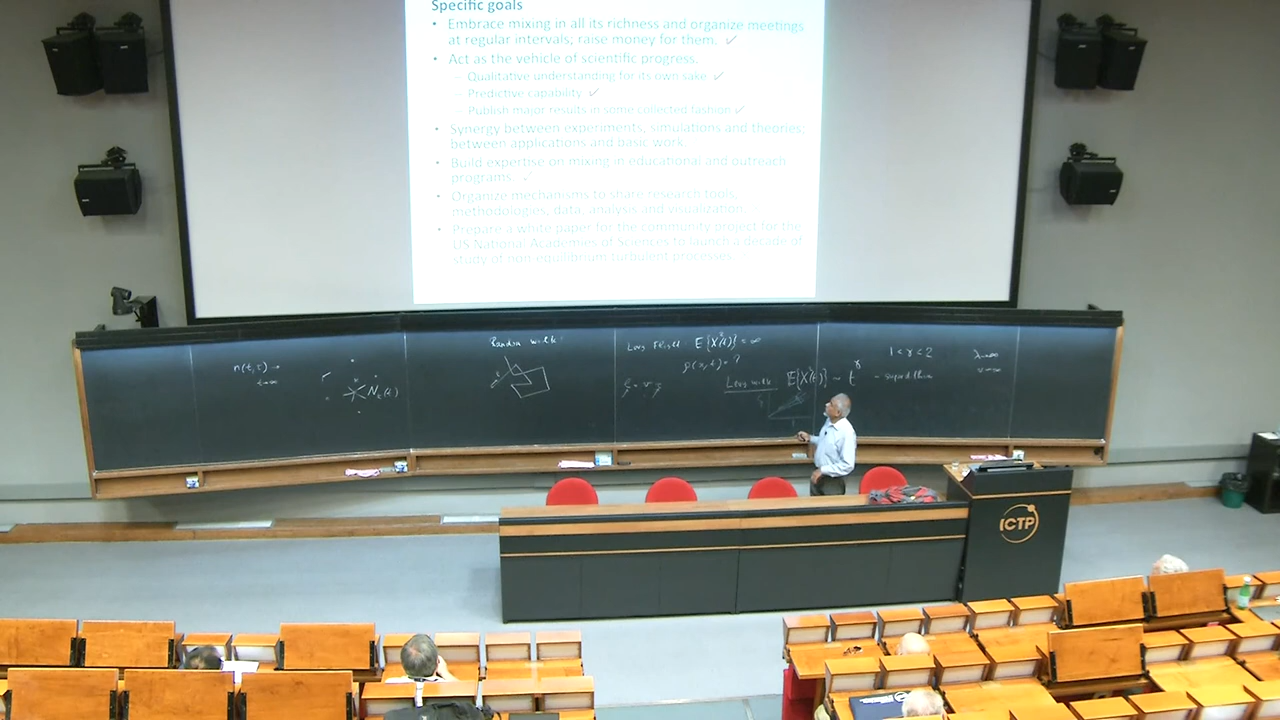 Specific goals
• Embrace mixing in all its richness and organize meetings
at regular intervals; raise money for them. ✓
• Act as the vehicle of scientific progress.
– Qualitative understanding for its own sake ✓
– Predictive capability ✓
– Publish major results in some collected fashion ✓
• Synergy between experiments, simulations and theories;
between applications and basic work.
• Build expertise on mixing in educational and outreach
programs. ✓
• Organize mechanisms to share research tools,
methodologies, data, analysis and visualization.
• Prepare a white paper for the community project for the
US National Academies of Sciences to launch a decade of
study of non-equilibrium turbulent processes.
Random walk
Levy flight E{X²(t)} = ∞
ρ(x, t) = ?
Levy walk E{X²(t)} ~ t^γ
1 < γ < 2
ICTP